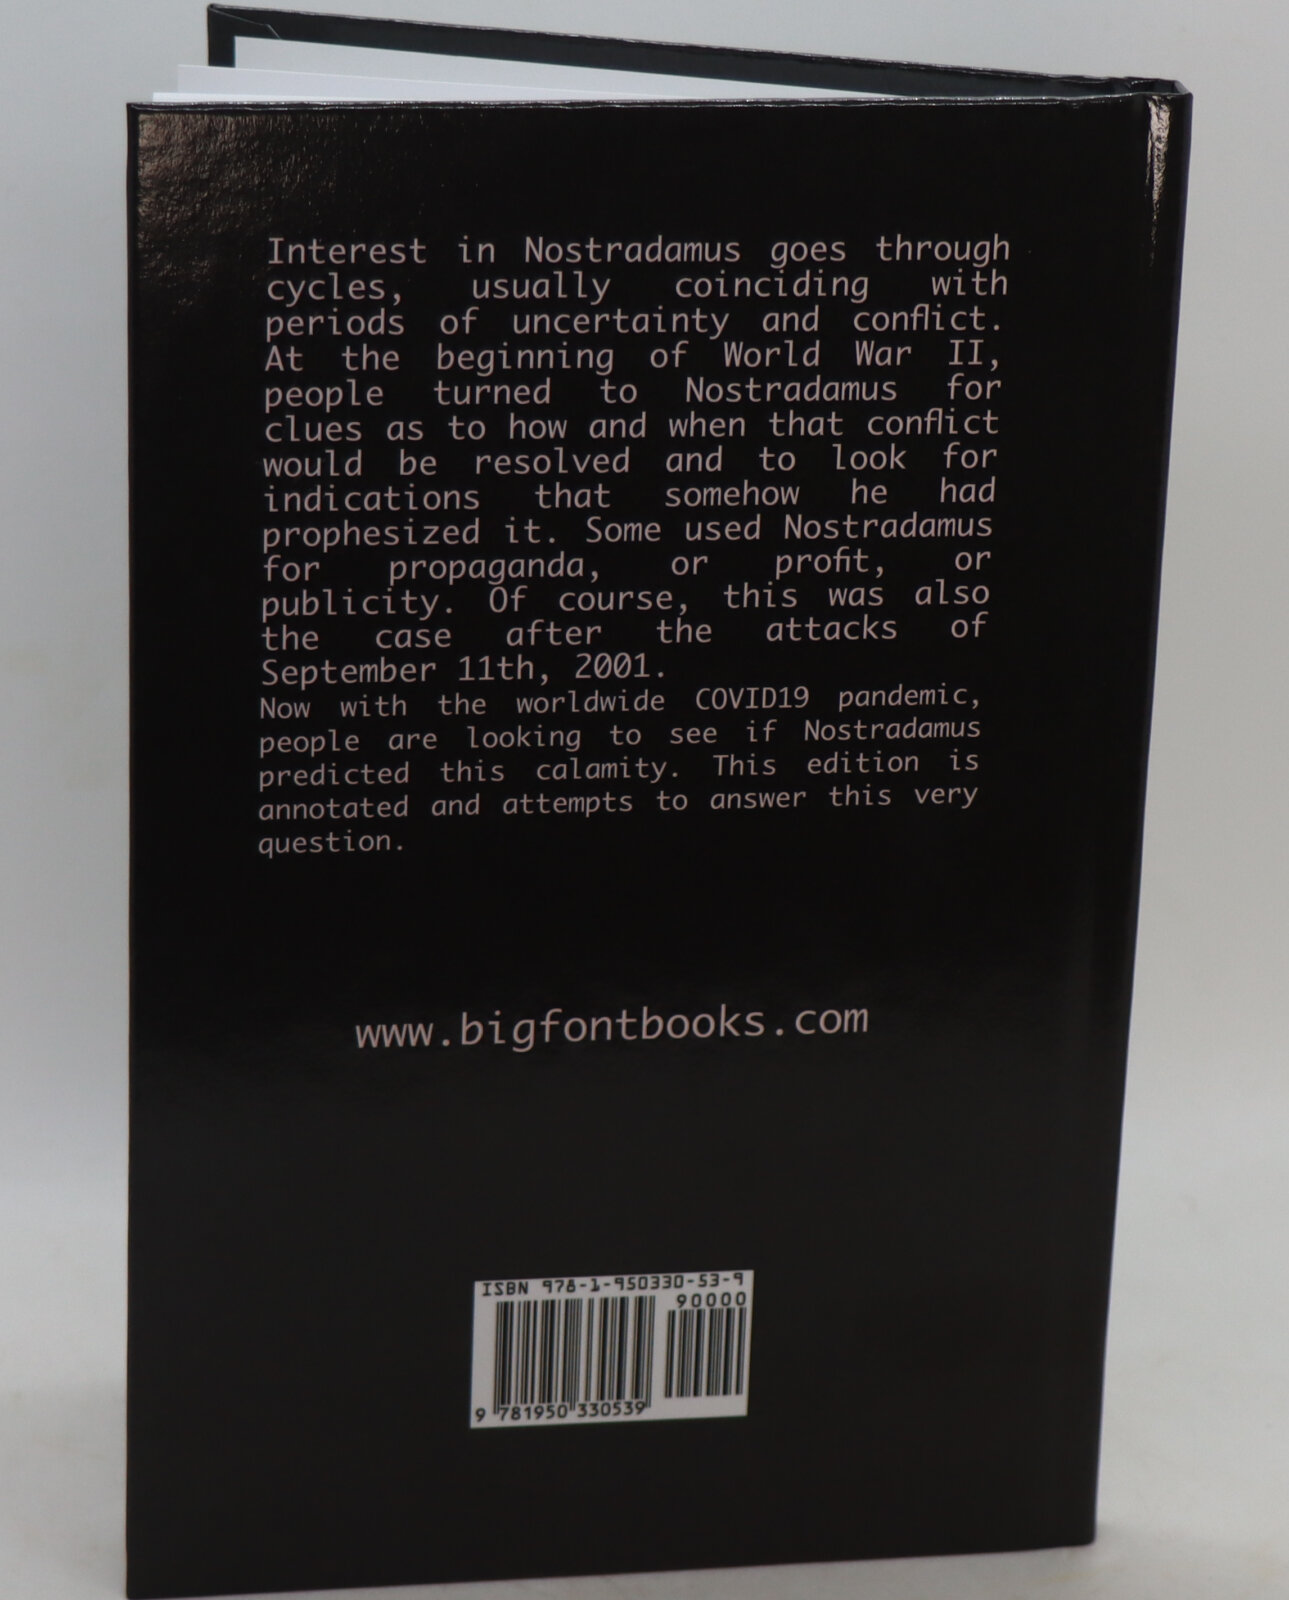 Interest in Nostradamus goes through
cycles, usually coinciding with
periods of uncertainty and conflict.
At the beginning of World War II,
people turned to Nostradamus for
clues as to how and when that conflict
would be resolved and to look for
indications that somehow he had
prophesized it. Some used Nostradamus
for propaganda, or profit, or
publicity. Of course, this was also
the case after the attacks of
September 11th, 2001.
Now with the worldwide COVID19 pandemic,
people are looking to see if Nostradamus
predicted this calamity. This edition is
annotated and attempts to answer this very
question.
www.bigfontbooks.com
ISBN 978-1-950330-53-9
90000
9 781950 330539